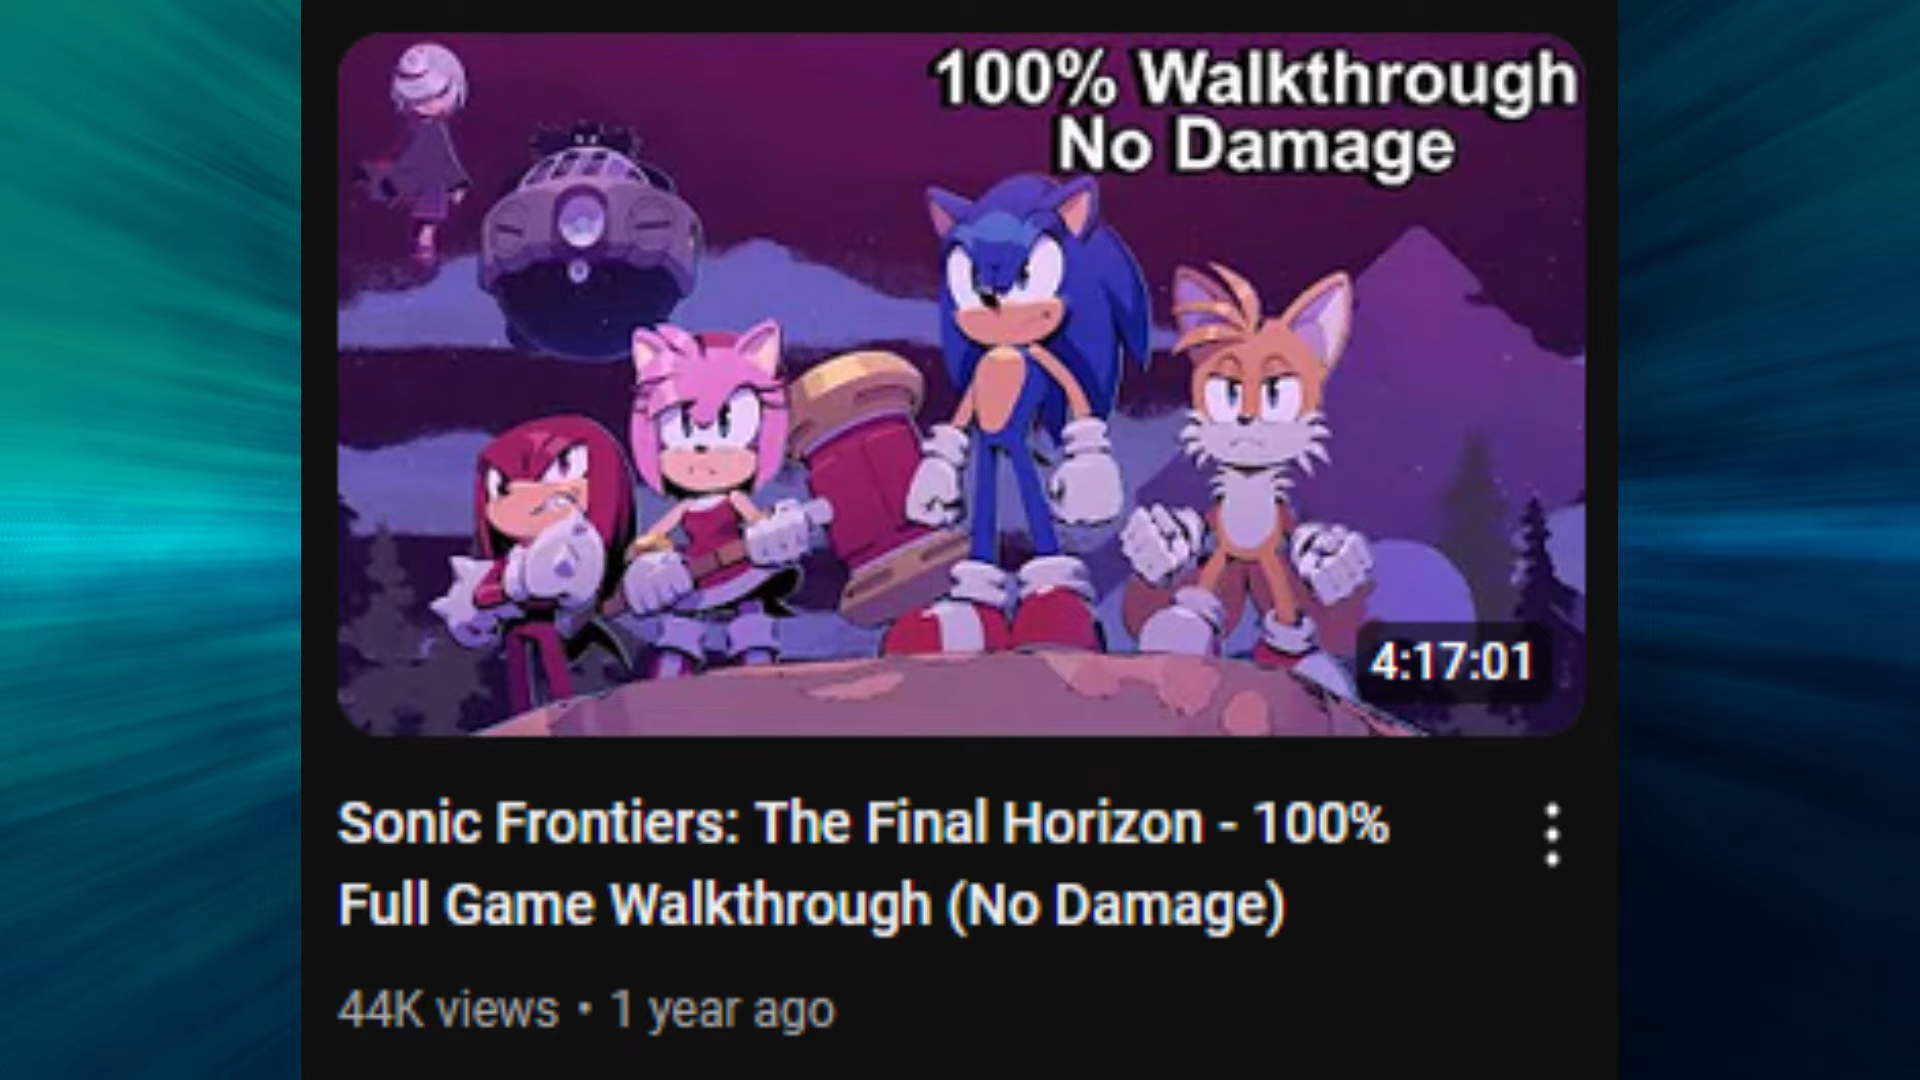 100% Walkthrough
No Damage
4:17:01
Sonic Frontiers: The Final Horizon - 100%
Full Game Walkthrough (No Damage)
44K views • 1 year ago